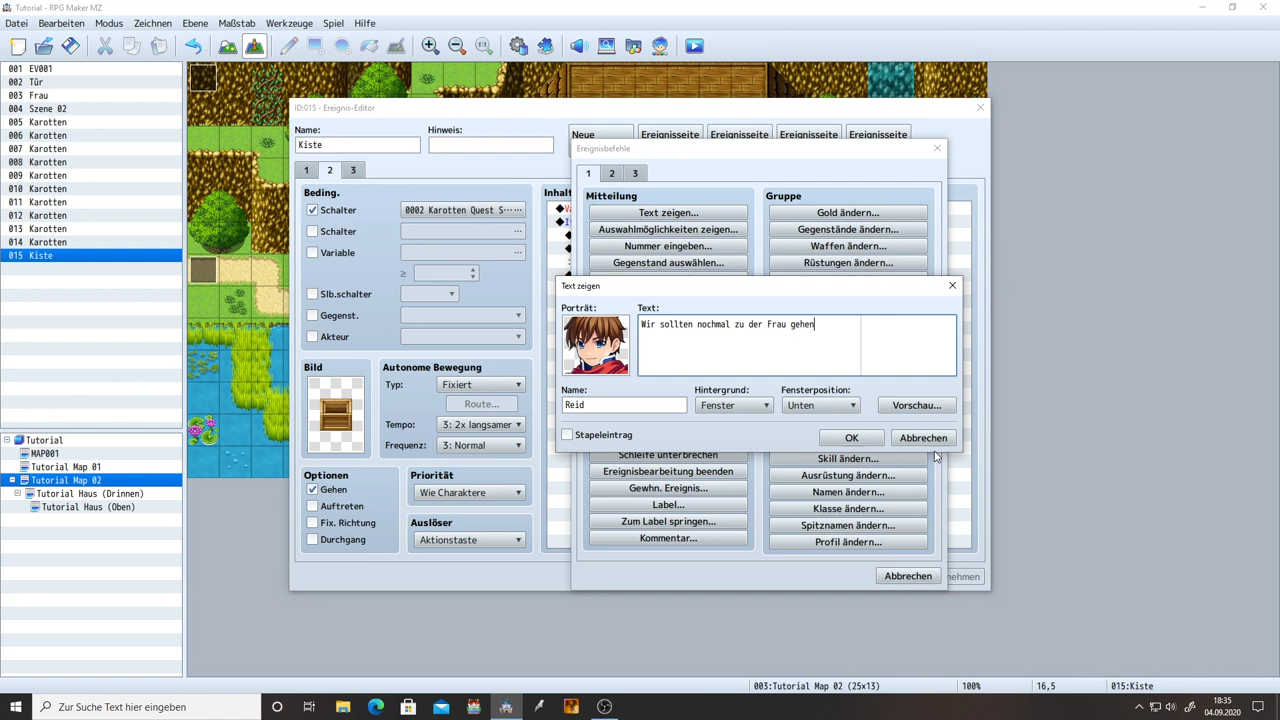 Tutorial - RPG Maker MZ
Datei Bearbeiten Modus Zeichnen Ebene Maßstab Werkzeuge Spiel Hilfe
001 EV001
002 Tür
003 Frau
004 Szene 02
005 Karotten
006 Karotten
007 Karotten
008 Karotten
009 Karotten
010 Karotten
011 Karotten
012 Karotten
013 Karotten
014 Karotten
015 Kiste
Tutorial
MAP001
Tutorial Map 01
Tutorial Map 02
Tutorial Haus (Drinnen)
Tutorial Haus (Oben)
ID:015 - Ereignis-Editor
Name:
Kiste
Hinweis:
Neue
Ereignisseite
Ereignisseite
Ereignisseite
Ereignisseite
1 2 3
Beding.
Schalter
0002 Karotten Quest S······
Schalter
...
Variable
...
≥
Slb.schalter
Gegenst.
Akteur
Bild
Autonome Bewegung
Typ:
Fixiert
Route...
Tempo:
3: 2x langsamer
Frequenz:
3: Normal
Optionen
Gehen
Auftreten
Fix. Richtung
Durchgang
Priorität
Wie Charaktere
Auslöser
Aktionstaste
Inhalt
Ereignisbefehle
1 2 3
Mitteilung
Text zeigen...
Auswahlmöglichkeiten zeigen...
Nummer eingeben...
Gegenstand auswählen...
Gruppe
Gold ändern...
Gegenstände ändern...
Waffen ändern...
Rüstungen ändern...
Text zeigen
Porträt:
Text:
Wir sollten nochmal zu der Frau gehen
Name:
Reid
Hintergrund:
Fenster
Fensterposition:
Unten
Vorschau...
Stapeleintrag
OK
Abbrechen
Schleife unterbrechen
Ereignisbearbeitung beenden
Gewhn. Ereignis...
Label...
Zum Label springen...
Kommentar...
Skill ändern...
Ausrüstung ändern...
Namen ändern...
Klasse ändern...
Spitznamen ändern...
Profil ändern...
Abbrechen
nehmen
003:Tutorial Map 02 (25×13)
100%
16,5
015:Kiste
Zur Suche Text hier eingeben
18:35
04.09.2020